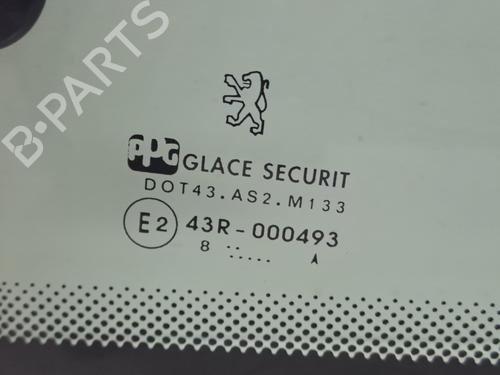 B-PARTS
PPG GLACE SECURIT
DOT43.AS2.M133
E2 43R-000493
8 ::.....